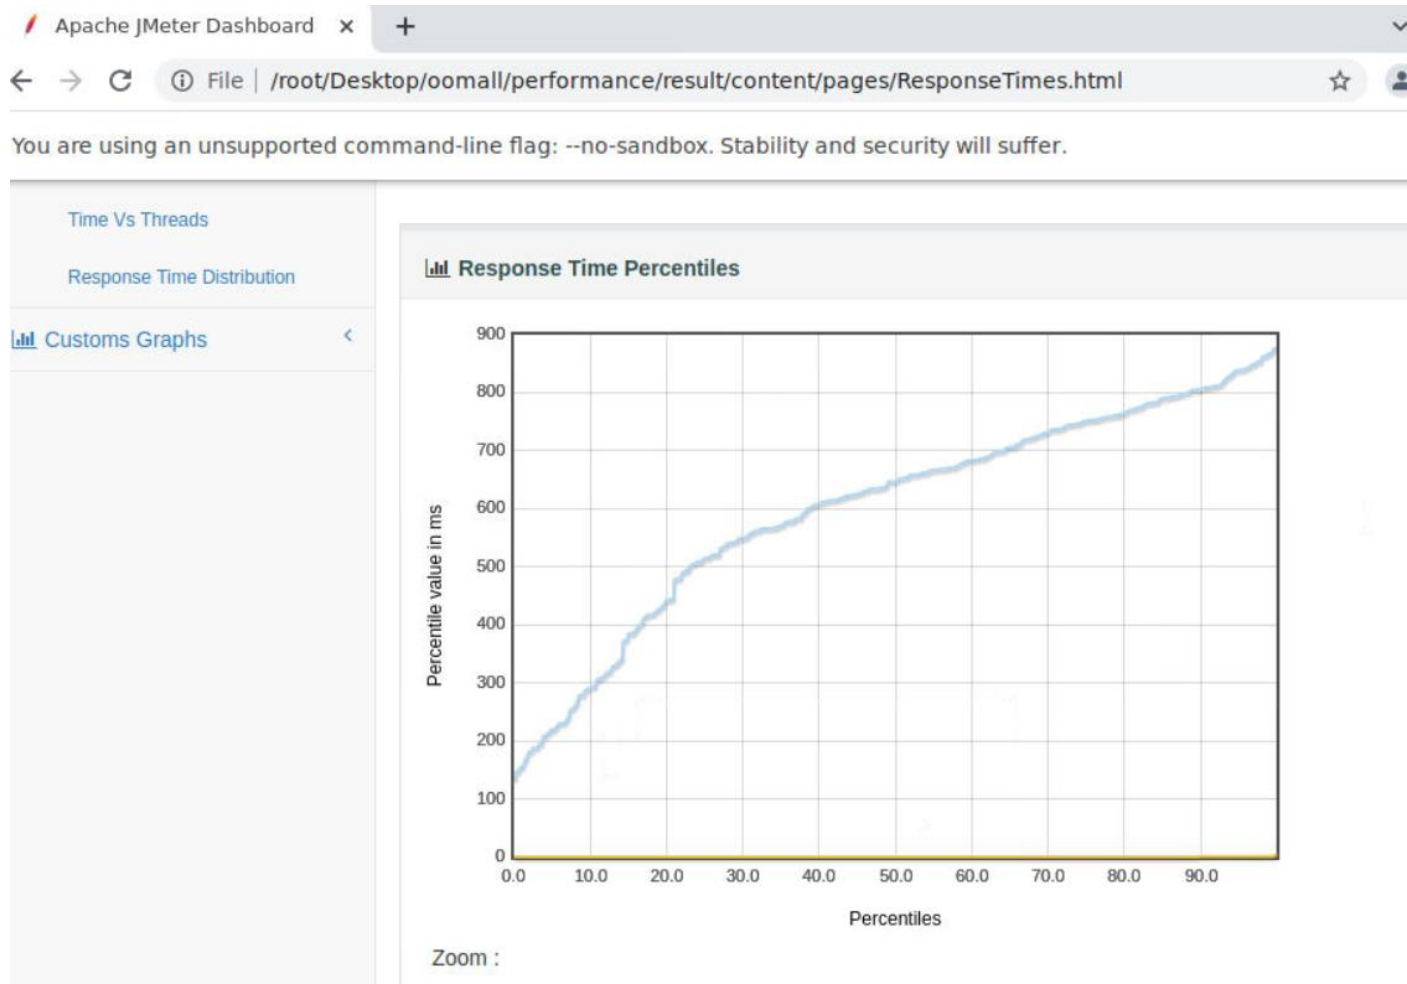 Apache JMeter Dashboard
File | /root/Desktop/oomall/performance/result/content/pages/ResponseTimes.html
You are using an unsupported command-line flag: --no-sandbox. Stability and security will suffer.
Time Vs Threads
Response Time Distribution
Customs Graphs
Response Time Percentiles
900
800
700
600
500
400
300
200
100
0
Percentile value in ms
0.0 10.0 20.0 30.0 40.0 50.0 60.0 70.0 80.0 90.0
Percentiles
Zoom :